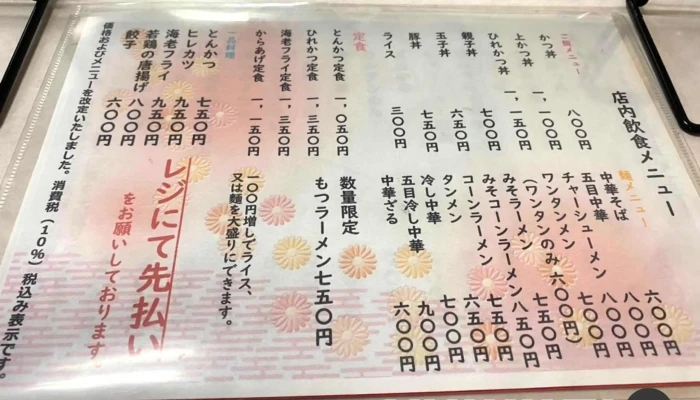 店内飲食メニュー
ご飯メニュー
かつ丼 八〇〇円
上かつ丼 一,一〇〇円
ひれかつ丼 一,一五〇円
親子丼 七〇〇円
玉子丼 六五〇円
豚丼 七五〇円
ライス 三〇〇円
定食
とんかつ定食 一,〇五〇円
ひれかつ定食 一,三五〇円
海老フライ定食 一,三五〇円
からあげ定食 一,一五〇円
一品料理
とんかつ 七五〇円
ヒレカツ 九五〇円
海老フライ 九五〇円
若鶏の唐揚げ 八〇〇円
餃子 六〇〇円
麺メニュー
中華そば 六〇〇円
五目中華 八〇〇円
チャーシューメン 八〇〇円
ワンタンメン 七〇〇円
(ワンタンのみ 六〇〇円)
みそラーメン 七五〇円
みそコーンラーメン 八五〇円
コーンラーメン 七五〇円
タンメン 六五〇円
冷し中華 七〇〇円
五目冷し中華 九〇〇円
中華ざる 六〇〇円
数量限定
もつラーメン七五〇円
一〇〇円増しでライス、
又は麺を大盛りにできます。
レジにて先払い
をお願いしております
価格およびメニューを改定いたしました。消費税(10%)税込み表示です。